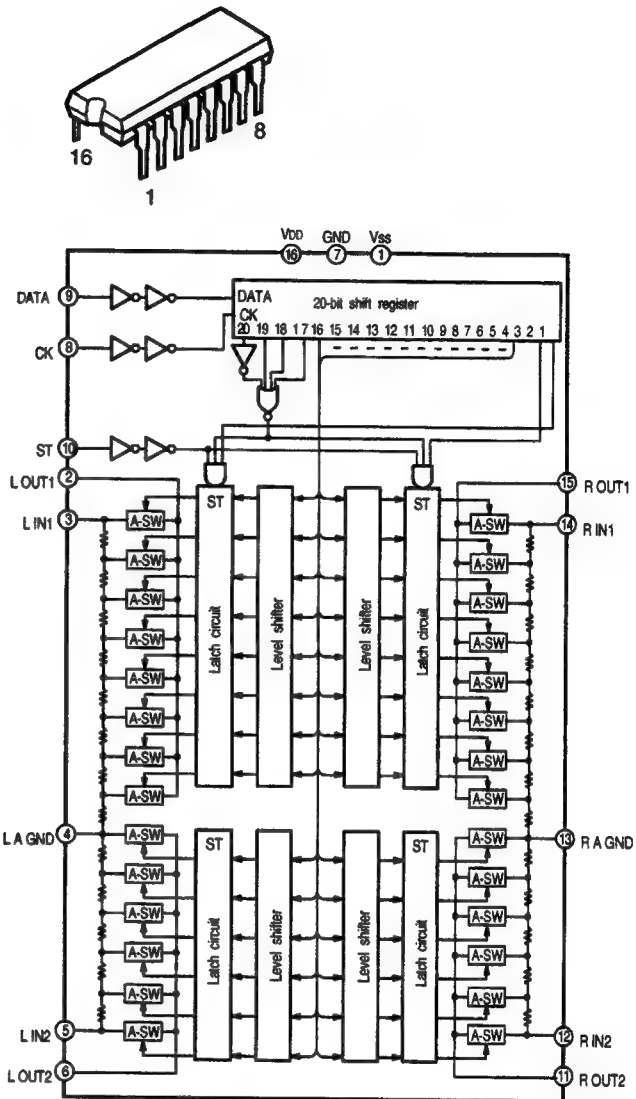 16
8
1
VDD GND VSS
16 7 1
DATA 9
DATA 20-bit shift register
CK
CK 8
20 19 18 17 16 15 14 13 12 11 10 9 8 7 6 5 4 3 2 1
ST 10
L OUT1 2
15 R OUT1
ST
ST
L IN1 3
A-SW
A-SW
14 R IN1
A-SW
A-SW
A-SW
A-SW
A-SW
A-SW
Latch circuit
Level shifter
Level shifter
Latch circuit
A-SW
A-SW
A-SW
A-SW
A-SW
A-SW
A-SW
A-SW
L A GND 4
A-SW
A-SW
13 R A GND
ST
ST
A-SW
A-SW
A-SW
A-SW
Latch circuit
Level shifter
Level shifter
Latch circuit
A-SW
A-SW
A-SW
A-SW
L IN2 5
A-SW
A-SW
12 R IN2
L OUT2 6
11 R OUT2